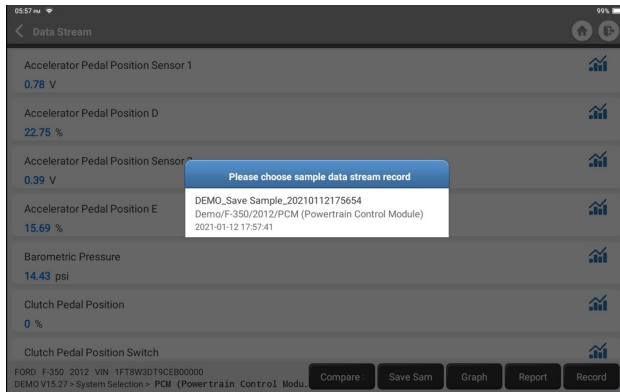 05:57 PM
99%
Data Stream
Accelerator Pedal Position Sensor 1
0.78 V
Accelerator Pedal Position D
22.75 %
Accelerator Pedal Position Sensor
0.39 V
Please choose sample data stream record
DEMO_Save Sample_20210112175654
Demo/F-350/2012/PCM (Powertrain Control Module)
2021-01-12 17:57:41
Accelerator Pedal Position E
15.69 %
Barometric Pressure
14.43 psi
Clutch Pedal Position
0 %
Clutch Pedal Position Switch
FORD F-350 2012 VIN 1FT8W3DT9CEB00000
DEMO V15.27 > System Selection > PCM (Powertrain Control Modu..
Compare Save Sam Graph Report Record